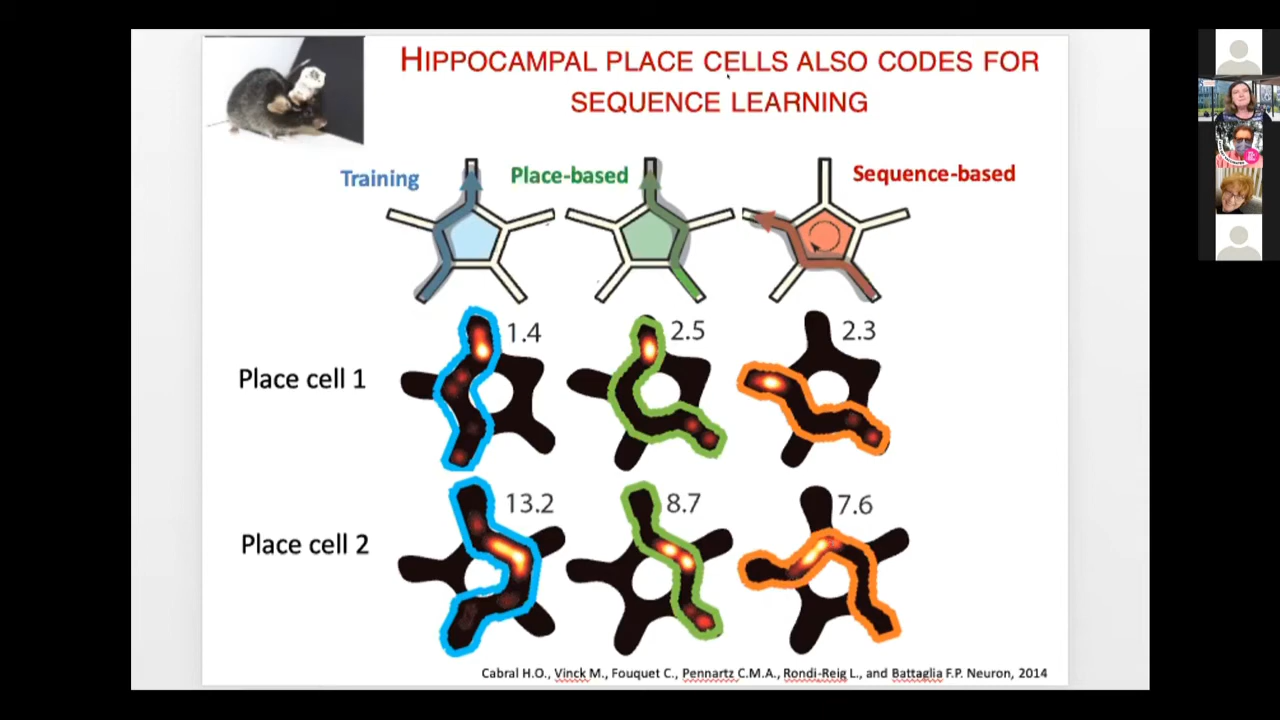 HIPPOCAMPAL PLACE CELLS ALSO CODES FOR
SEQUENCE LEARNING
Training
Place-based
Sequence-based
1.4
2.5
2.3
Place cell 1
13.2
8.7
7.6
Place cell 2
Cabral H.O., Vinck M., Fouquet C., Pennartz C.M.A., Rondi-Reig L., and Battaglia F.P. Neuron, 2014